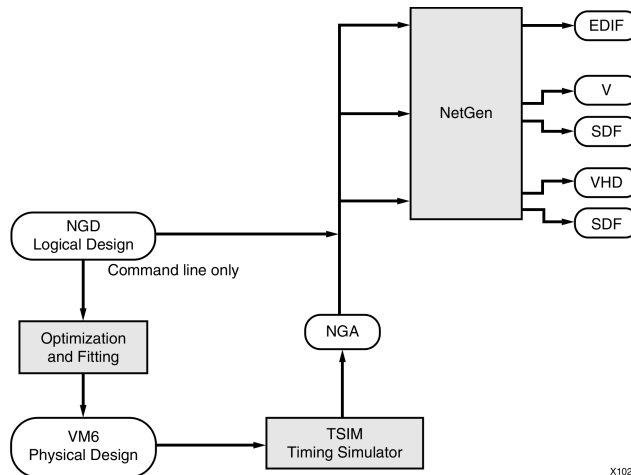 EDIF
V
NetGen
SDF
VHD
SDF
NGD
Logical Design
Command line only
Optimization
and Fitting
NGA
VM6
Physical Design
TSIM
Timing Simulator
X102